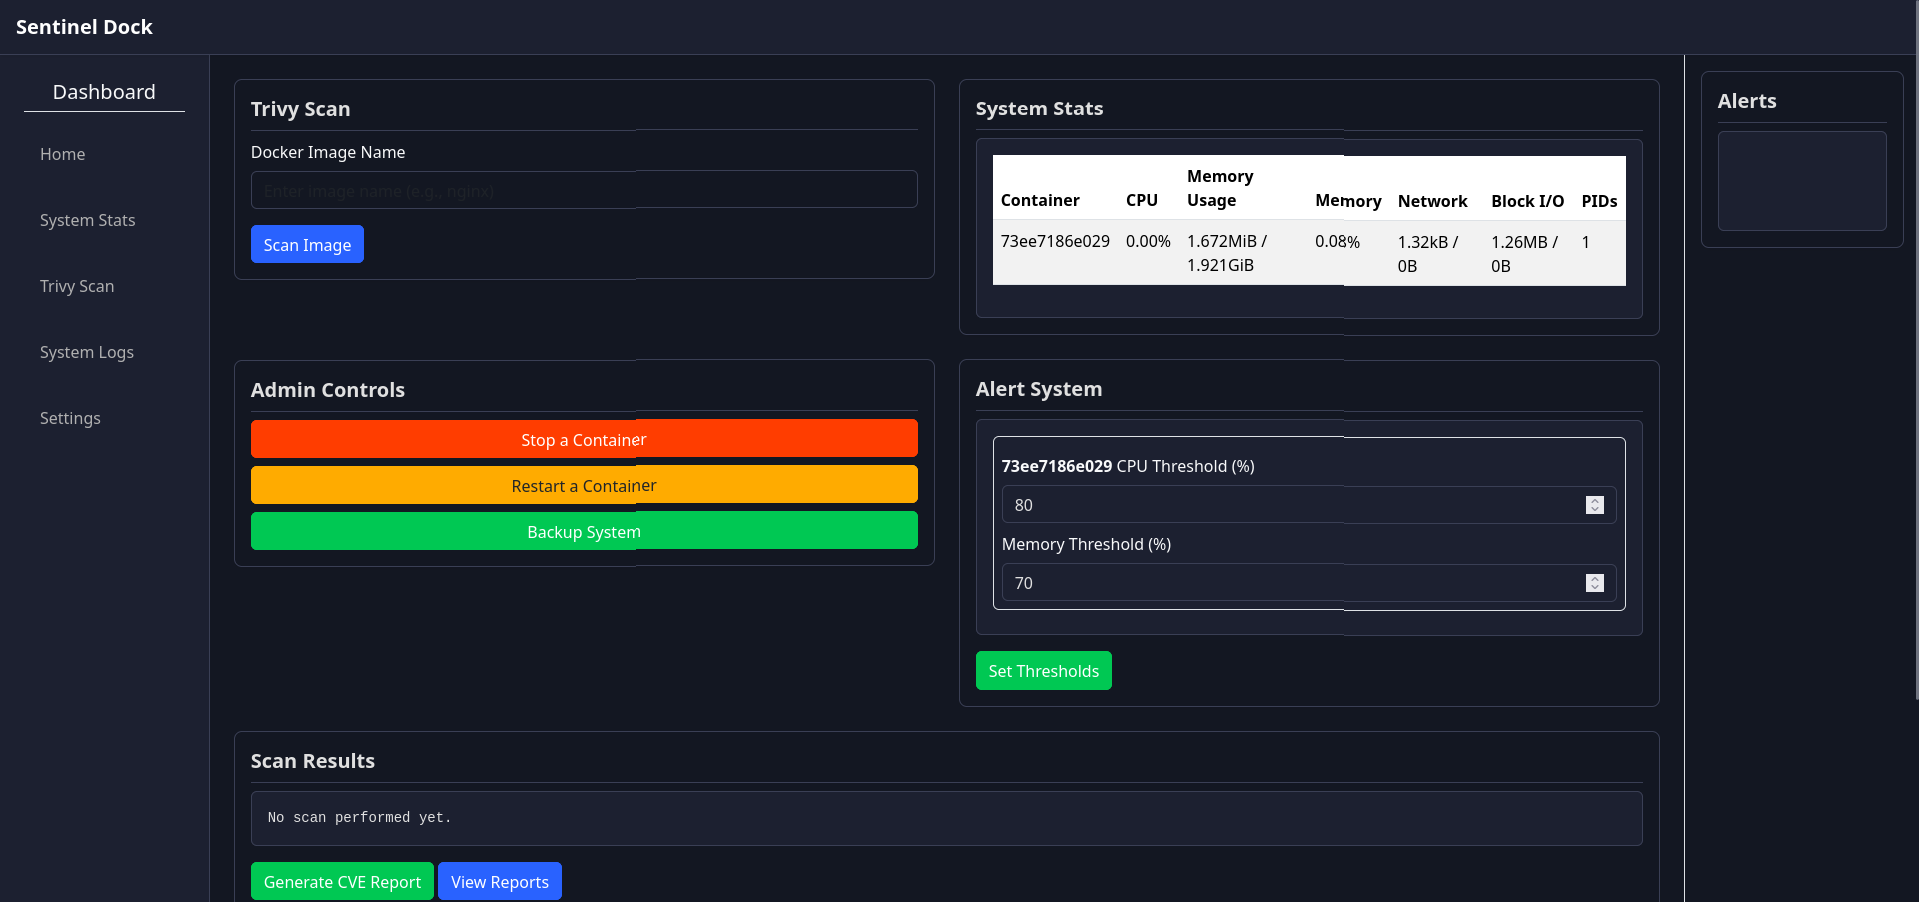 Sentinel Dock
Dashboard
Home
System Stats
Trivy Scan
System Logs
Settings
Trivy Scan
Docker Image Name
Enter image name (e.g., nginx)
Scan Image
System Stats
Container CPU Memory Usage Memory Network Block I/O PIDs
73ee7186e029 0.00% 1.672MiB / 1.921GiB 0.08% 1.32kB / 0B 1.26MB / 0B 1
Admin Controls
Stop a Container
Restart a Container
Backup System
Alert System
73ee7186e029 CPU Threshold (%)
80
Memory Threshold (%)
70
Set Thresholds
Scan Results
No scan performed yet.
Generate CVE Report View Reports
Alerts